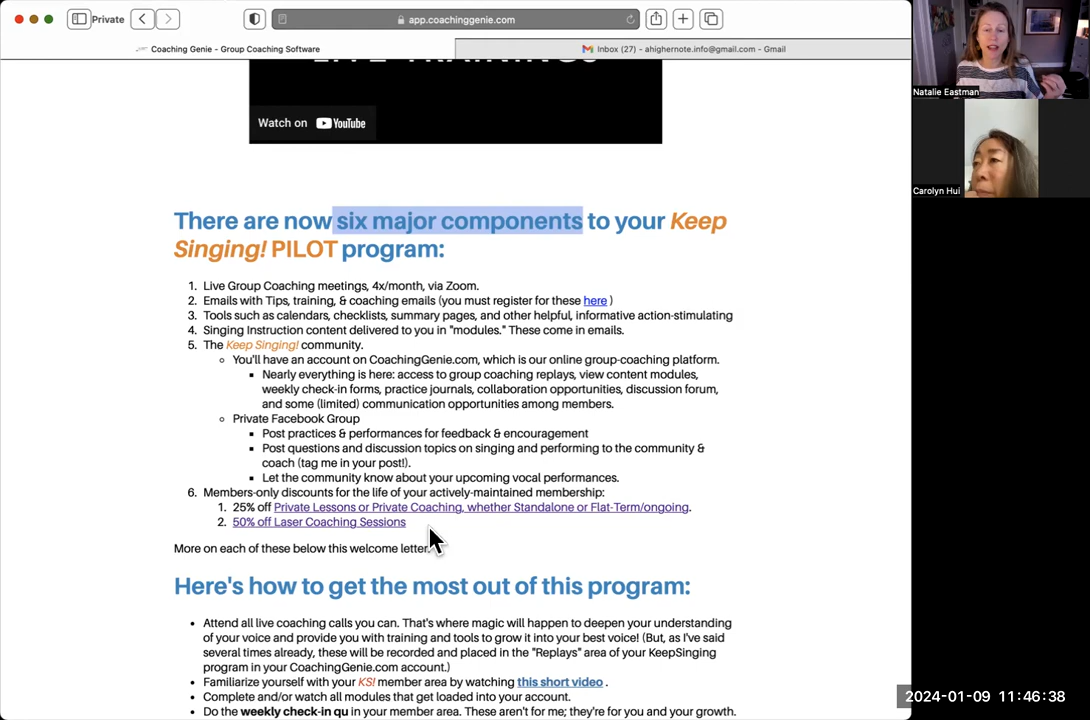 Private
app.coachinggenie.com
Coaching Genie - Group Coaching Software
Inbox (27) - ahighernote.info@gmail.com - Gmail
Natalie Eastman
Carolyn Hui
Watch on YouTube
There are now six major components to your Keep
Singing! PILOT program:
1. Live Group Coaching meetings, 4x/month, via Zoom.
2. Emails with Tips, training, & coaching emails (you must register for these here )
3. Tools such as calendars, checklists, summary pages, and other helpful, informative action-stimulating
4. Singing Instruction content delivered to you in "modules." These come in emails.
5. The Keep Singing! community.
You'll have an account on CoachingGenie.com, which is our online group-coaching platform.
Nearly everything is here: access to group coaching replays, view content modules,
weekly check-in forms, practice journals, collaboration opportunities, discussion forum,
and some (limited) communication opportunities among members.
Private Facebook Group
Post practices & performances for feedback & encouragement
Post questions and discussion topics on singing and performing to the community &
coach (tag me in your post!).
Let the community know about your upcoming vocal performances.
6. Members-only discounts for the life of your actively-maintained membership:
1. 25% off Private Lessons or Private Coaching, whether Standalone or Flat-Term/ongoing.
2. 50% off Laser Coaching Sessions
More on each of these below this welcome letter.
Here's how to get the most out of this program:
Attend all live coaching calls you can. That's where magic will happen to deepen your understanding
of your voice and provide you with training and tools to grow it into your best voice! (But, as I've said
several times already, these will be recorded and placed in the "Replays" area of your KeepSinging
program in your CoachingGenie.com account.)
Familiarize yourself with your KS! member area by watching this short video .
Complete and/or watch all modules that get loaded into your account.
Do the weekly check-in qu in your member area. These aren't for me; they're for you and your growth.
2024-01-09 11:46:38